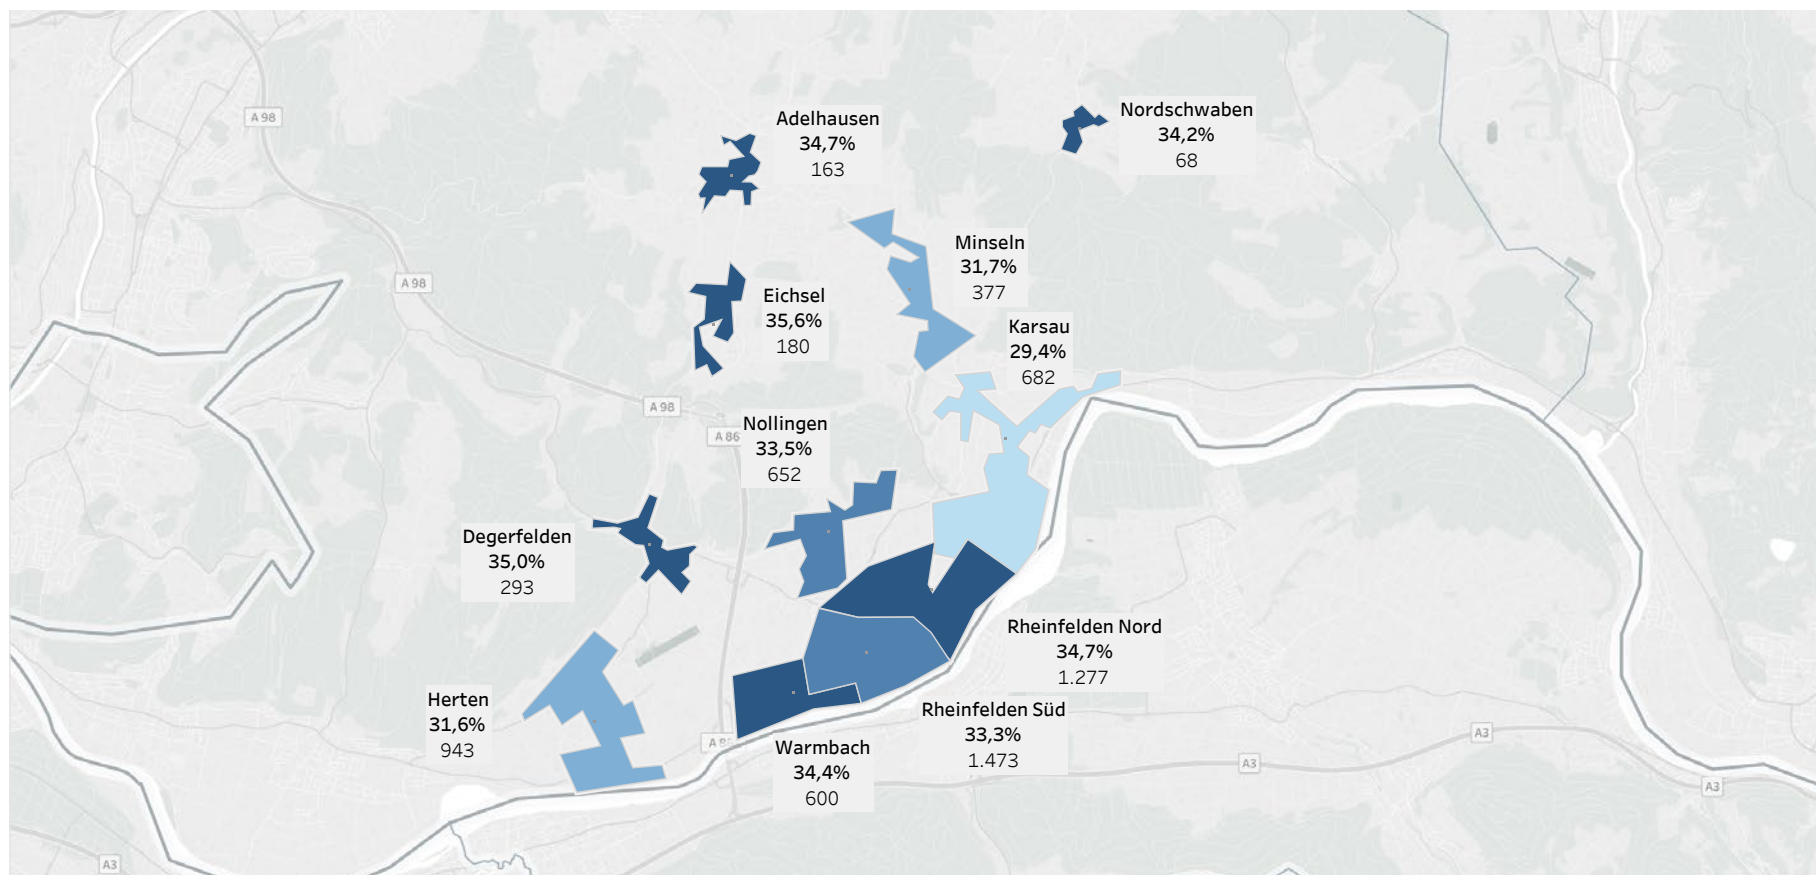 A 98
Adelhausen
34,7%
163
Nordschwaben
34,2%
68
A 98
Minseln
31,7%
377
Eichsel
35,6%
180
Karsau
29,4%
682
A 98
A 86
Nollingen
33,5%
652
Degerfelden
35,0%
293
Rheinfelden Nord
34,7%
1.277
Herten
31,6%
943
Rheinfelden Süd
33,3%
1.473
Warmbach
34,4%
600
A3
A3
A3
A3